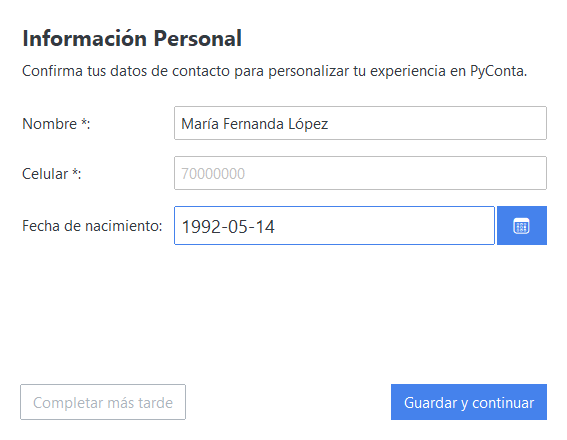 Información Personal
Confirma tus datos de contacto para personalizar tu experiencia en PyConta.
Nombre *: María Fernanda López
Celular *: 70000000
Fecha de nacimiento: 1992-05-14
Completar más tarde Guardar y continuar